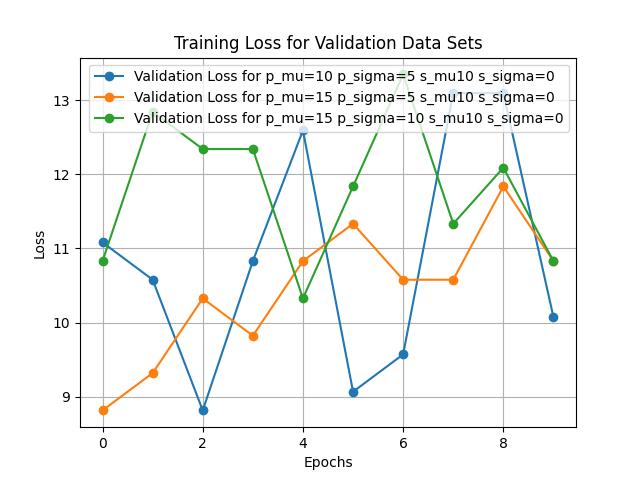 Training Loss for Validation Data Sets
Validation Loss for p_mu=10 p_sigma=5 s_mu10 s_sigma=0
Validation Loss for p_mu=15 p_sigma=5 s_mu10 s_sigma=0
Validation Loss for p_mu=15 p_sigma=10 s_mu10 s_sigma=0
13
12
11
10
9
Loss
0 2 4 6 8
Epochs